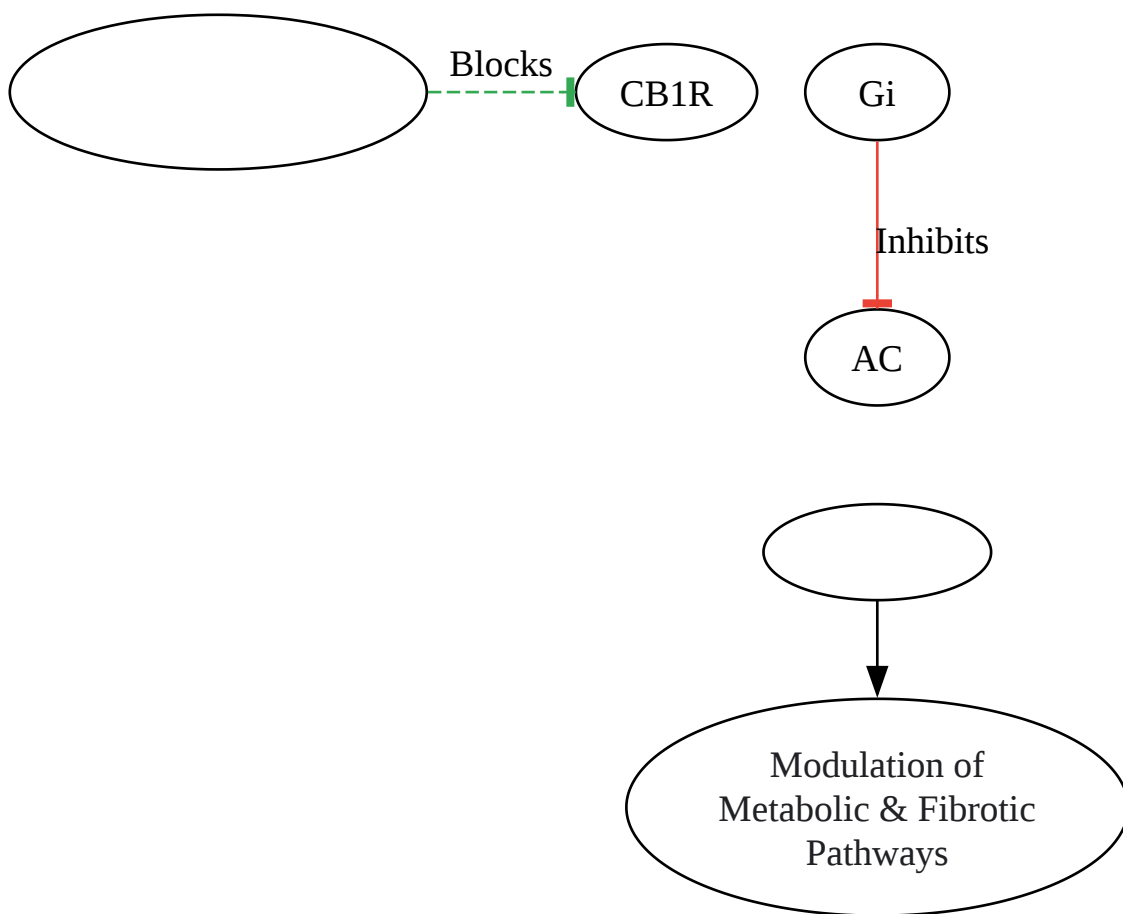 Blocks
CB1R
Gi
Inhibits
AC
Modulation of
Metabolic & Fibrotic
Pathways